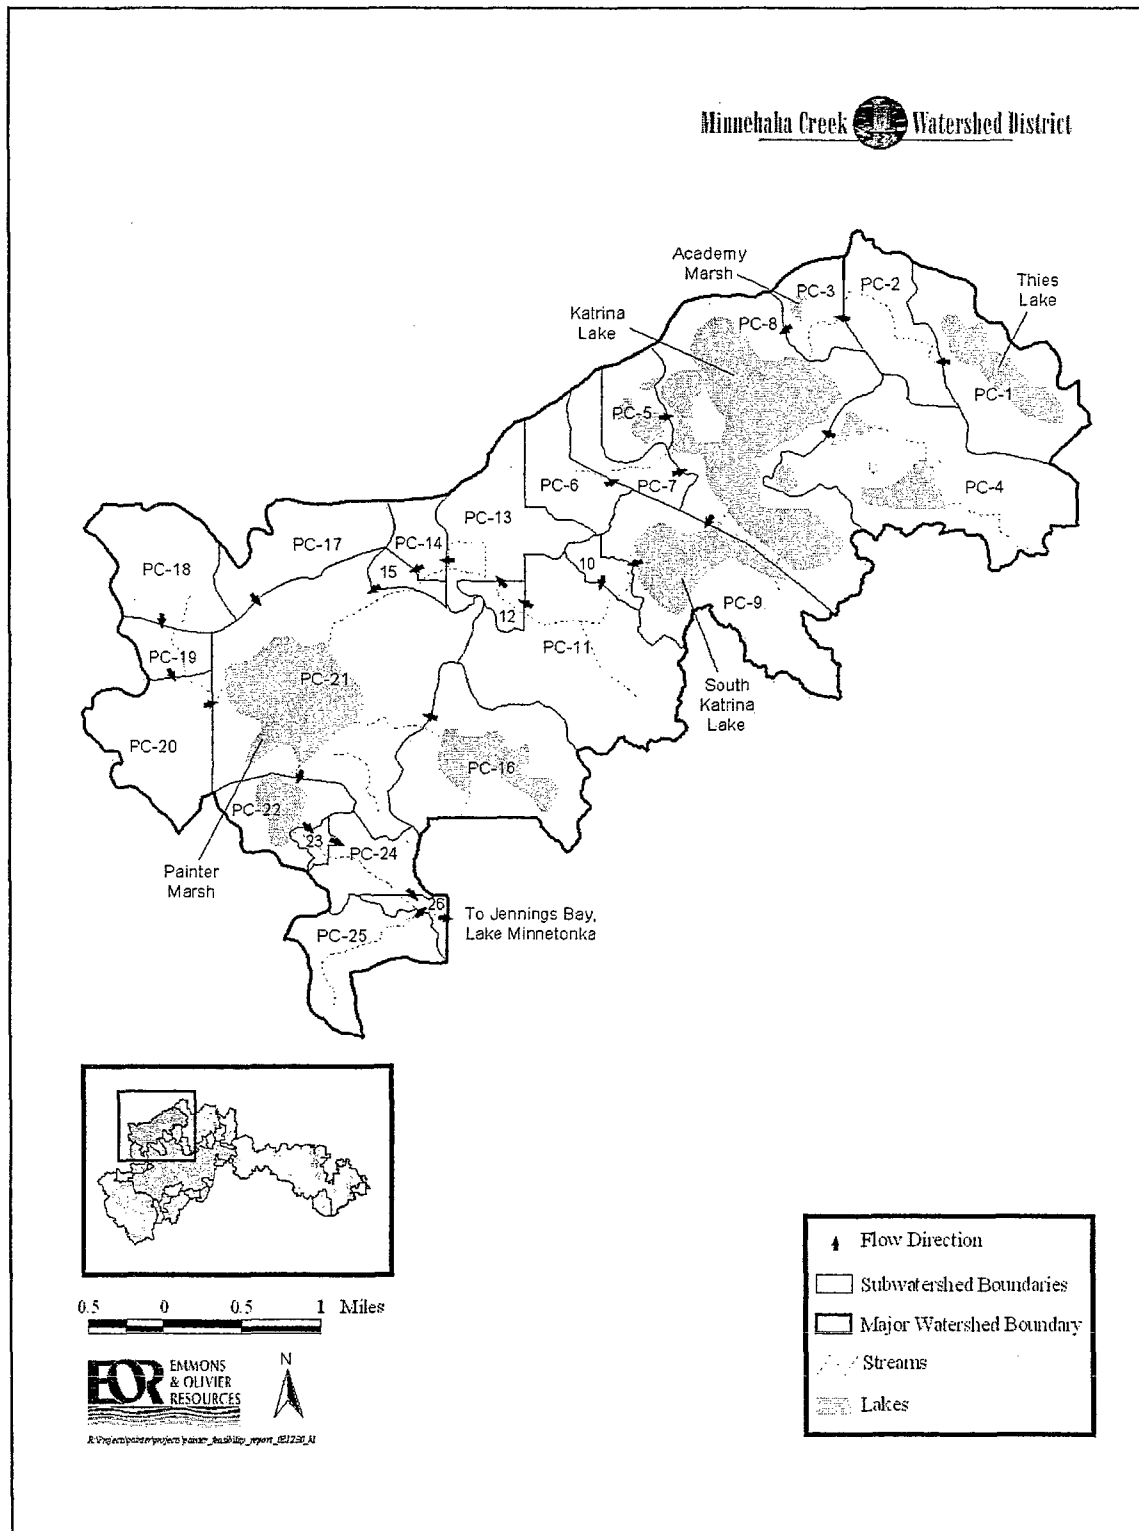 Minnehaha Creek Watershed District
Academy
Marsh
PC-3
PC-2
Thies
Lake
Katrina
Lake
PC-8
PC-1
PC-5
PC-4
PC-6
PC-7
PC-13
PC-17
PC-14
PC-18
15
10
PC-9
12
PC-11
PC-19
PC-21
South
Katrina
Lake
PC-20
PC-16
PC-22
23
PC-24
Painter
Marsh
26
To Jennings Bay,
Lake Minnetonka
PC-25
0.5 0 0.5 1 Miles
EOR
EMMONS
& OLIVIER
RESOURCES
N
Flow Direction
Subwatershed Boundaries
Major Watershed Boundary
Streams
Lakes